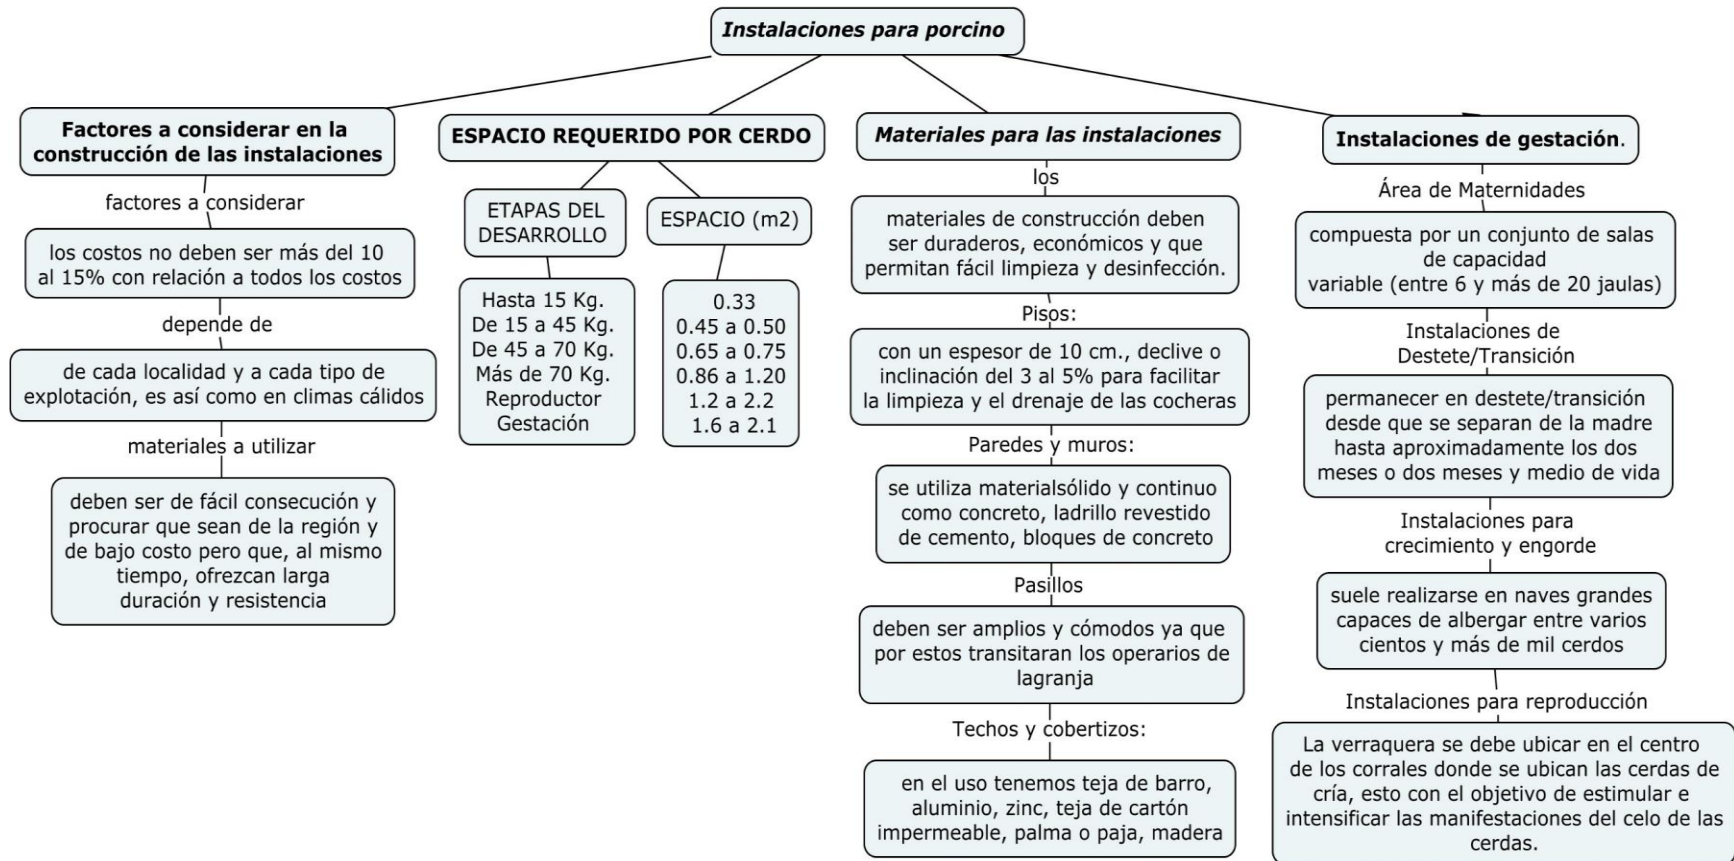 Instalaciones para porcino
Factores a considerar en la
construcción de las instalaciones
factores a considerar
los costos no deben ser más del 10
al 15% con relación a todos los costos
depende de
de cada localidad y a cada tipo de
explotación, es así como en climas cálidos
materiales a utilizar
deben ser de fácil consecución y
procurar que sean de la región y
de bajo costo pero que, al mismo
tiempo, ofrezcan larga
duración y resistencia
ESPACIO REQUERIDO POR CERDO
ETAPAS DEL
DESARROLLO
Hasta 15 Kg.
De 15 a 45 Kg.
De 45 a 70 Kg.
Más de 70 Kg.
Reproductor
Gestación
ESPACIO (m2)
0.33
0.45 a 0.50
0.65 a 0.75
0.86 a 1.20
1.2 a 2.2
1.6 a 2.1
Materiales para las instalaciones
los
materiales de construcción deben
ser duraderos, económicos y que
permitan fácil limpieza y desinfección.
Pisos:
con un espesor de 10 cm., declive o
inclinación del 3 al 5% para facilitar
la limpieza y el drenaje de las cocheras
Paredes y muros:
se utiliza materialsólido y continuo
como concreto, ladrillo revestido
de cemento, bloques de concreto
Pasillos
deben ser amplios y cómodos ya que
por estos transitaran los operarios de
lagranja
Techos y cobertizos:
en el uso tenemos teja de barro,
aluminio, zinc, teja de cartón
impermeable, palma o paja, madera
Instalaciones de gestación.
Área de Maternidades
compuesta por un conjunto de salas
de capacidad
variable (entre 6 y más de 20 jaulas)
Instalaciones de
Destete/Transición
permanecer en destete/transición
desde que se separan de la madre
hasta aproximadamente los dos
meses o dos meses y medio de vida
Instalaciones para
crecimiento y engorde
suele realizarse en naves grandes
capaces de albergar entre varios
cientos y más de mil cerdos
Instalaciones para reproducción
La verraquera se debe ubicar en el centro
de los corrales donde se ubican las cerdas de
cría, esto con el objetivo de estimular e
intensificar las manifestaciones del celo de las
cerdas.